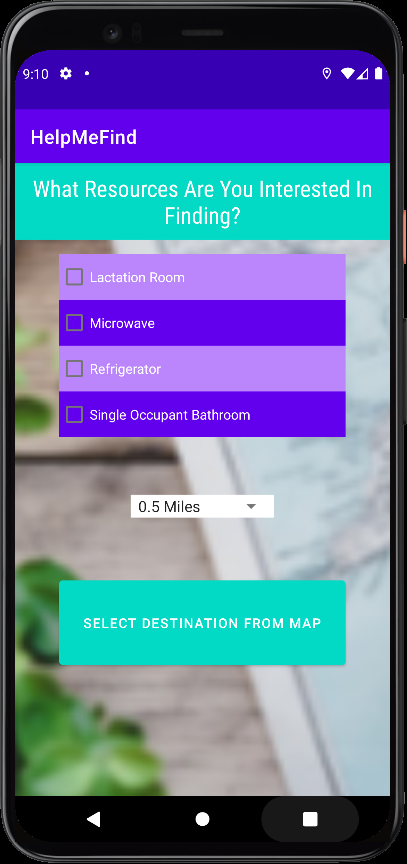 9:10
HelpMeFind
What Resources Are You Interested In
Finding?
Lactation Room
Microwave
Refrigerator
Single Occupant Bathroom
0.5 Miles
SELECT DESTINATION FROM MAP